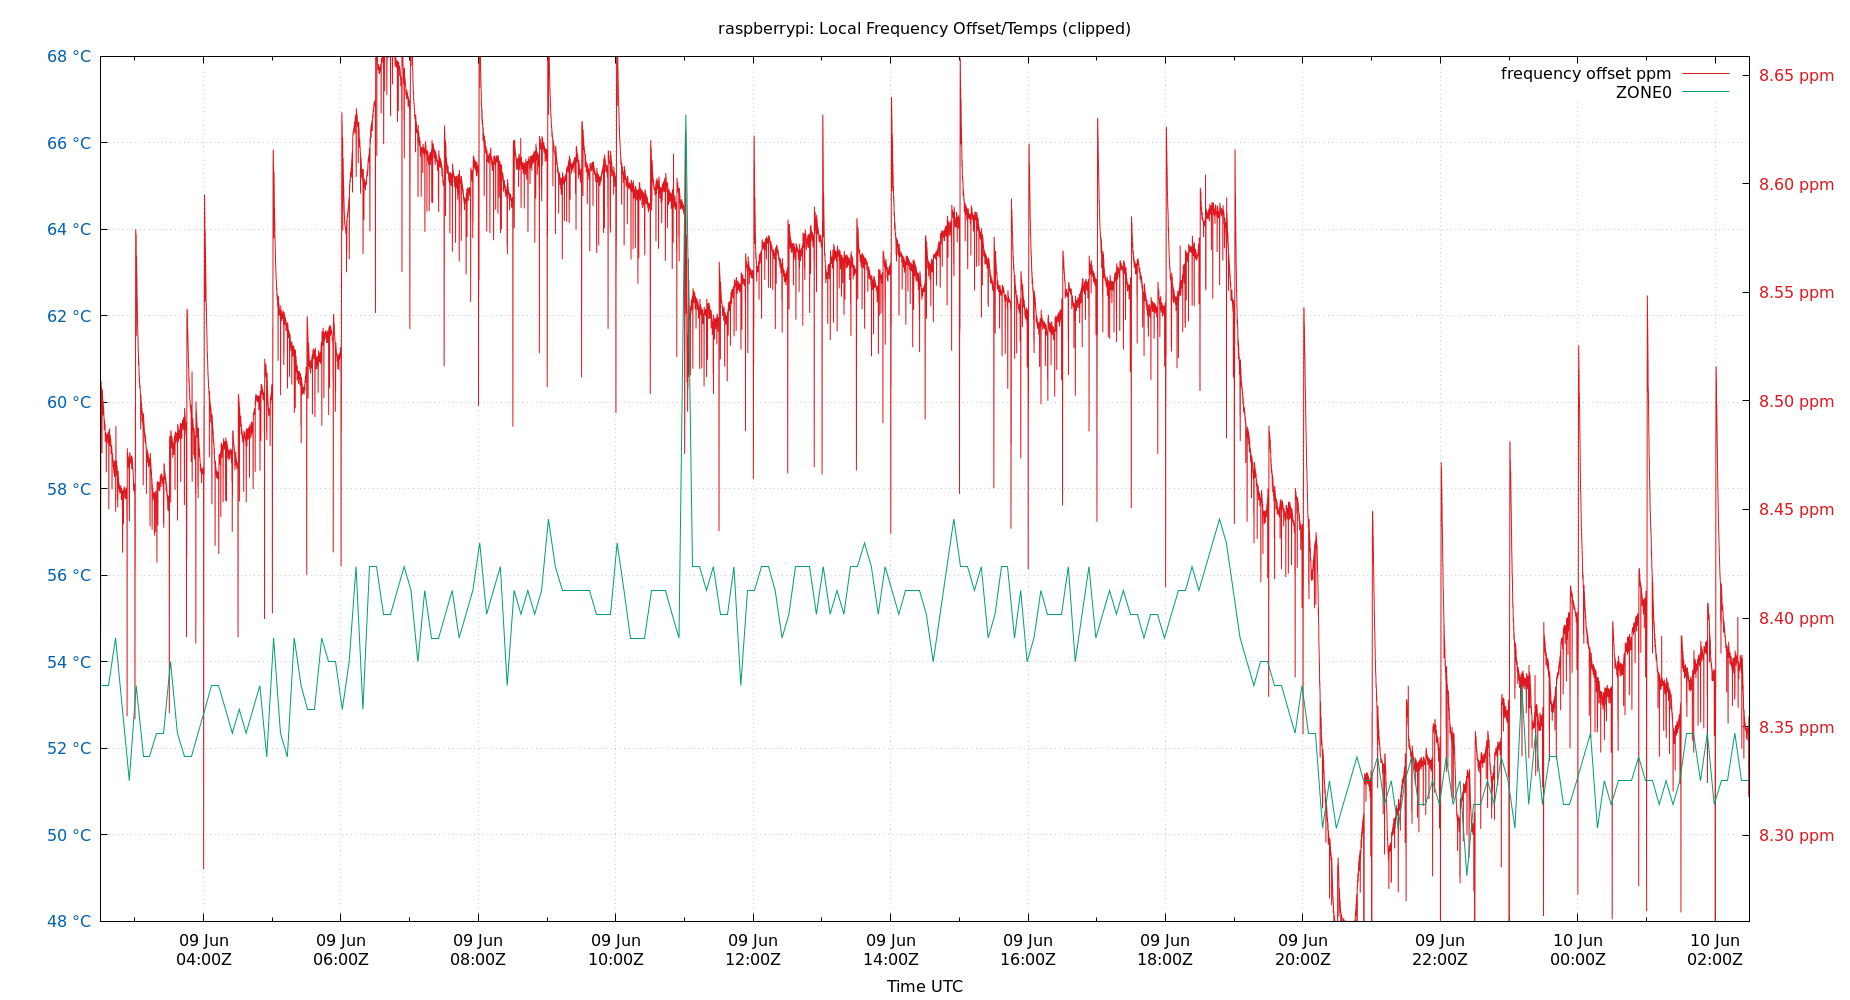 raspberrypi: Local Frequency Offset/Temps (clipped)
68 °C
66 °C
64 °C
62 °C
60 °C
58 °C
56 °C
54 °C
52 °C
50 °C
48 °C
frequency offset ppm
ZONE0
8.65 ppm
8.60 ppm
8.55 ppm
8.50 ppm
8.45 ppm
8.40 ppm
8.35 ppm
8.30 ppm
09 Jun 09 Jun 09 Jun 09 Jun 09 Jun 09 Jun 09 Jun 09 Jun 09 Jun 09 Jun 10 Jun 10 Jun
04:00Z 06:00Z 08:00Z 10:00Z 12:00Z 14:00Z 16:00Z 18:00Z 20:00Z 22:00Z 00:00Z 02:00Z
Time UTC